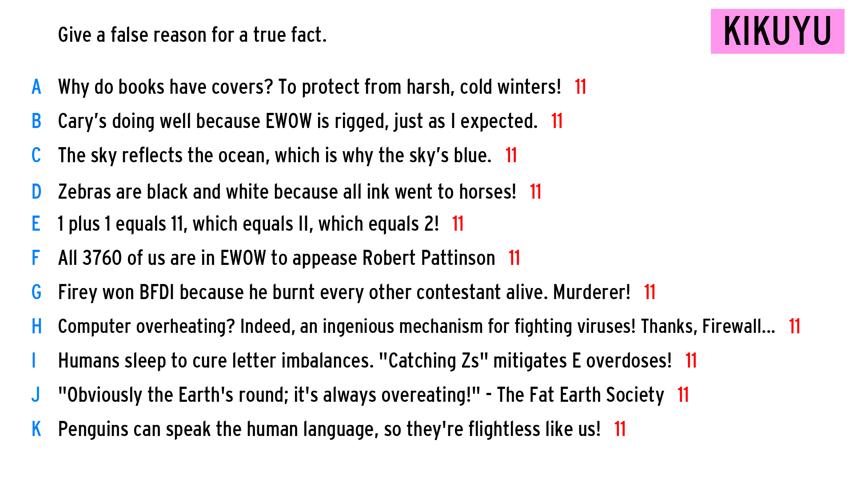 Give a false reason for a true fact.
KIKUYU
A Why do books have covers? To protect from harsh, cold winters! 11
B Cary's doing well because EWOW is rigged, just as I expected. 11
C The sky reflects the ocean, which is why the sky's blue. 11
D Zebras are black and white because all ink went to horses! 11
E 1 plus 1 equals 11, which equals II, which equals 2! 11
F All 3760 of us are in EWOW to appease Robert Pattinson 11
G Firey won BFDI because he burnt every other contestant alive. Murderer! 11
H Computer overheating? Indeed, an ingenious mechanism for fighting viruses! Thanks, Firewall... 11
I Humans sleep to cure letter imbalances. "Catching Zs" mitigates E overdoses! 11
J "Obviously the Earth's round; it's always overeating!" - The Fat Earth Society 11
K Penguins can speak the human language, so they're flightless like us! 11